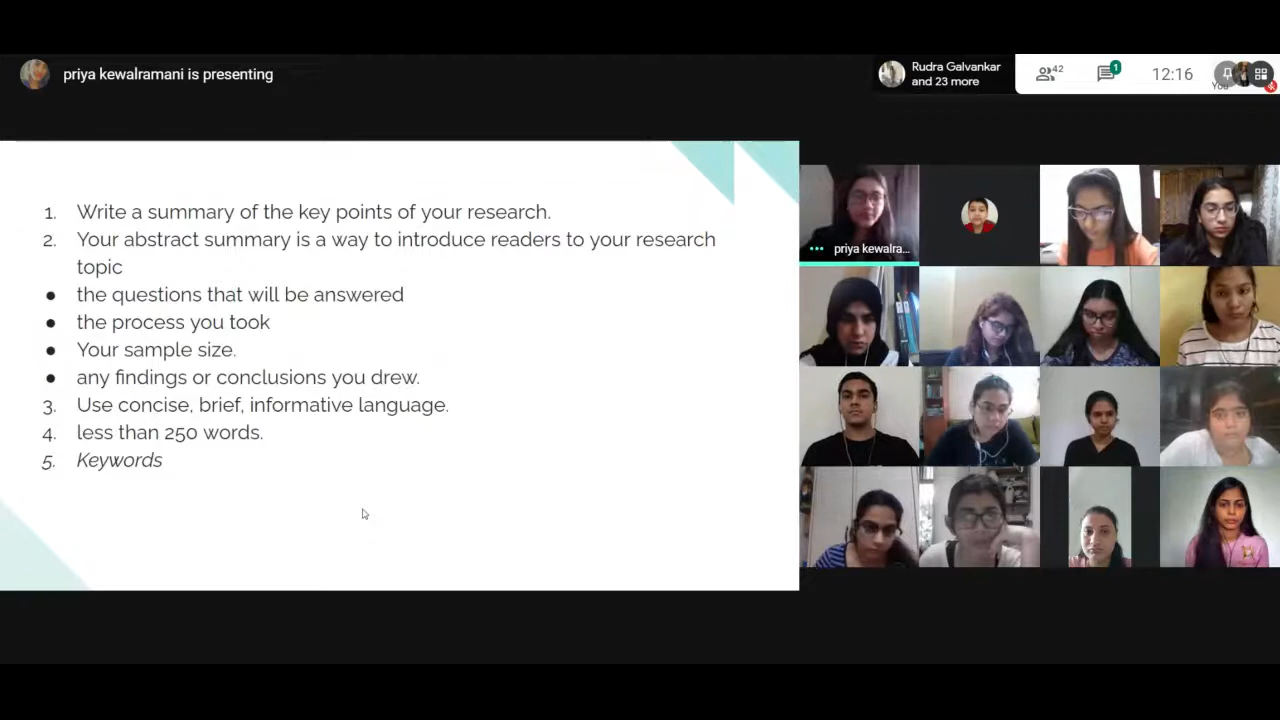 priya kewalramani is presenting
Rudra Galvankar
and 23 more
42
1
12:16
You
1. Write a summary of the key points of your research.
2. Your abstract summary is a way to introduce readers to your research
topic
● the questions that will be answered
● the process you took
● Your sample size.
● any findings or conclusions you drew.
3. Use concise, brief, informative language.
4. less than 250 words.
5. Keywords
priya kewalra...